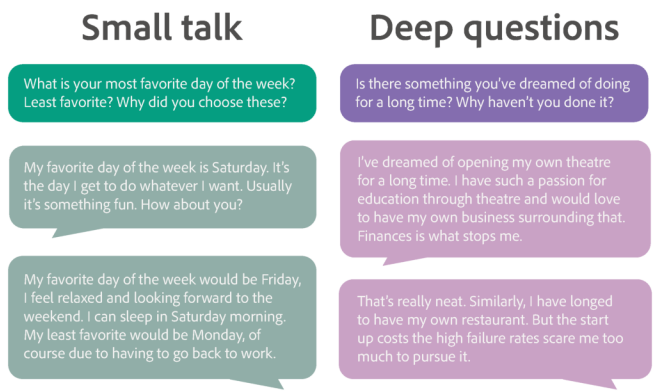 Small talk
What is your most favorite day of the week?
Least favorite? Why did you choose these?
My favorite day of the week is Saturday. It's
the day I get to do whatever I want. Usually
it's something fun. How about you?
My favorite day of the week would be Friday,
I feel relaxed and looking forward to the
weekend. I can sleep in Saturday morning.
My least favorite would be Monday, of
course due to having to go back to work.
Deep questions
Is there something you've dreamed of doing
for a long time? Why haven't you done it?
I've dreamed of opening my own theatre
for a long time. I have such a passion for
education through theatre and would love
to have my own business surrounding that.
Finances is what stops me.
That's really neat. Similarly, I have longed
to have my own restaurant. But the start
up costs the high failure rates scare me too
much to pursue it.